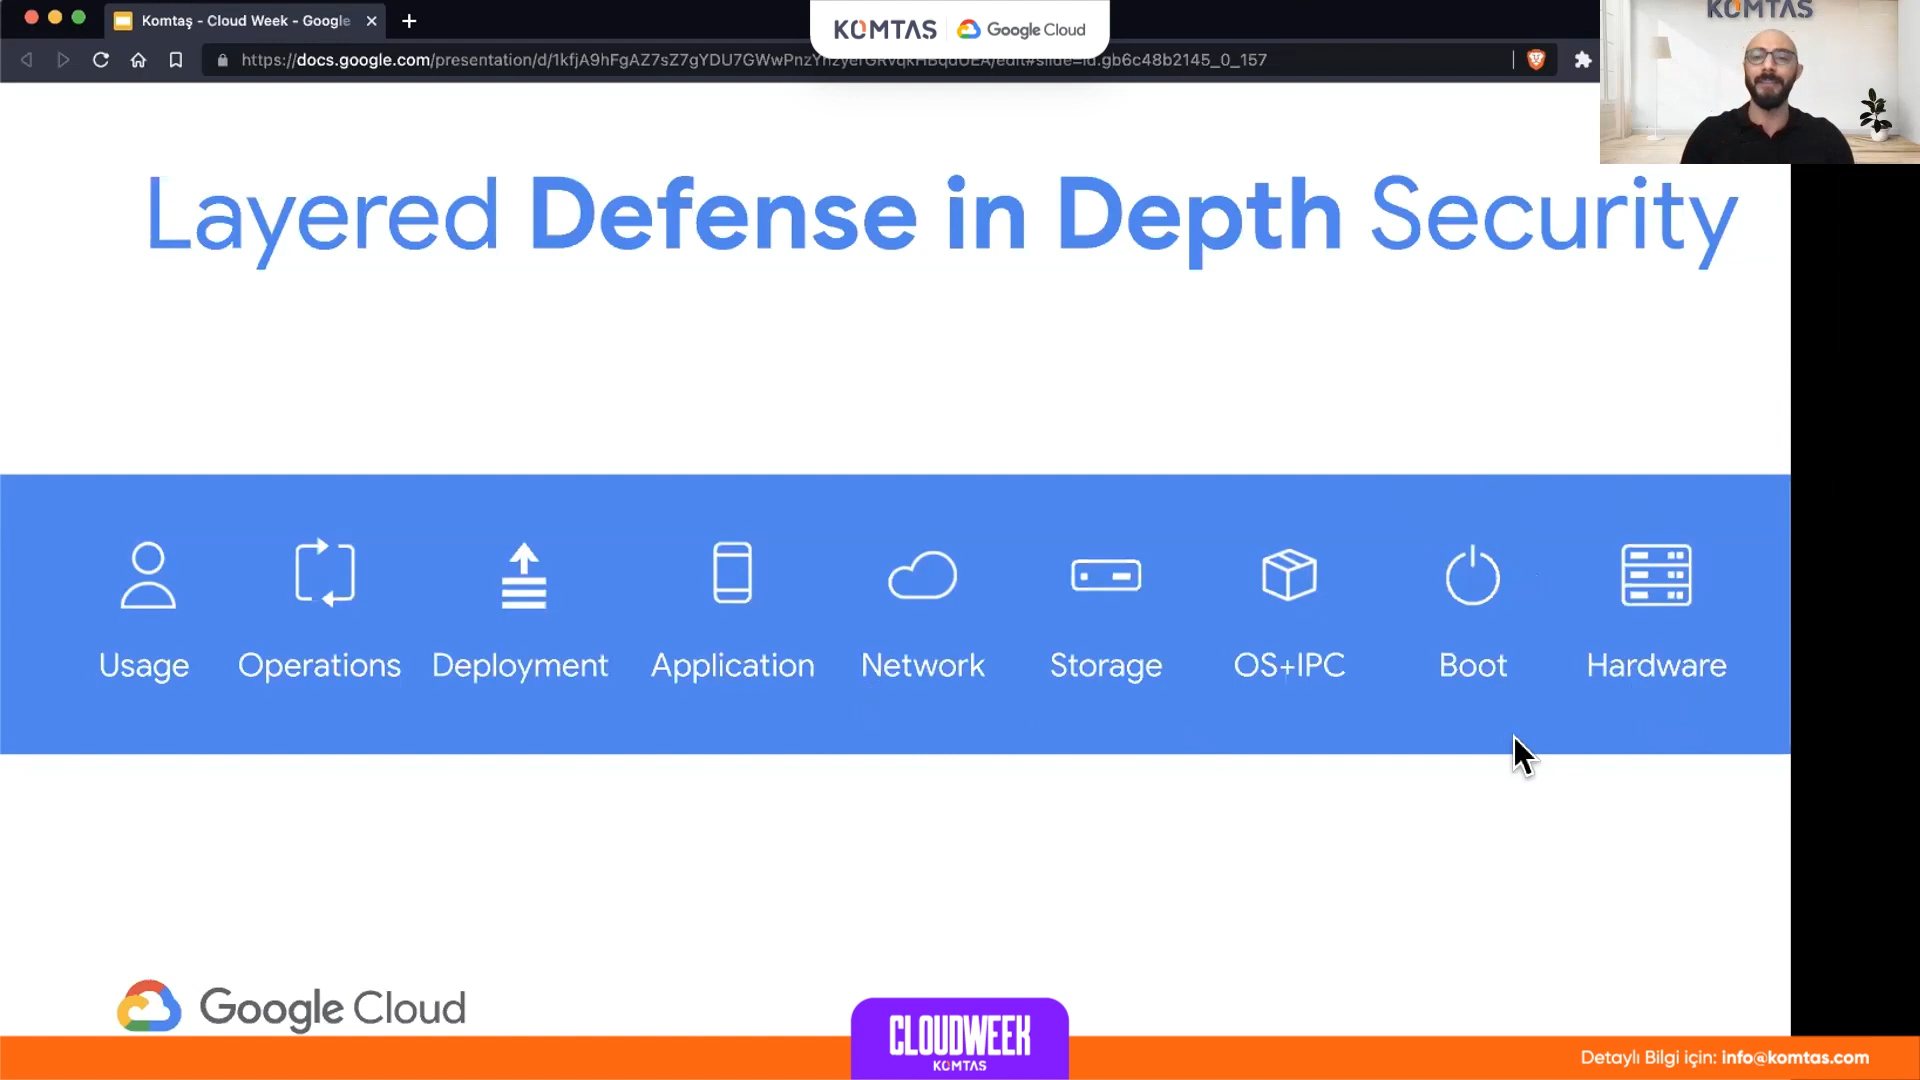 Komtaş - Cloud Week - Google
KOMTAS Google Cloud
KOMTAS
https://docs.google.com/presentation/d/
Layered Defense in Depth Security
Usage Operations Deployment Application Network Storage OS+IPC Boot Hardware
Google Cloud
CLOUDWEEK
KOMTAS
Detaylı Bilgi için: info@komtas.com